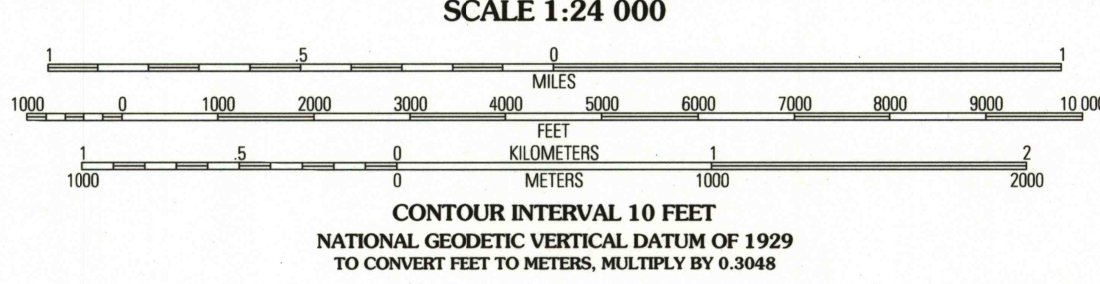 SCALE 1:24 000
1 .5 0 1
MILES
1000 0 1000 2000 3000 4000 5000 6000 7000 8000 9000 10 000
FEET
1 .5 0 KILOMETERS 1 2
1000 0 METERS 1000 2000
CONTOUR INTERVAL 10 FEET
NATIONAL GEODETIC VERTICAL DATUM OF 1929
TO CONVERT FEET TO METERS, MULTIPLY BY 0.3048